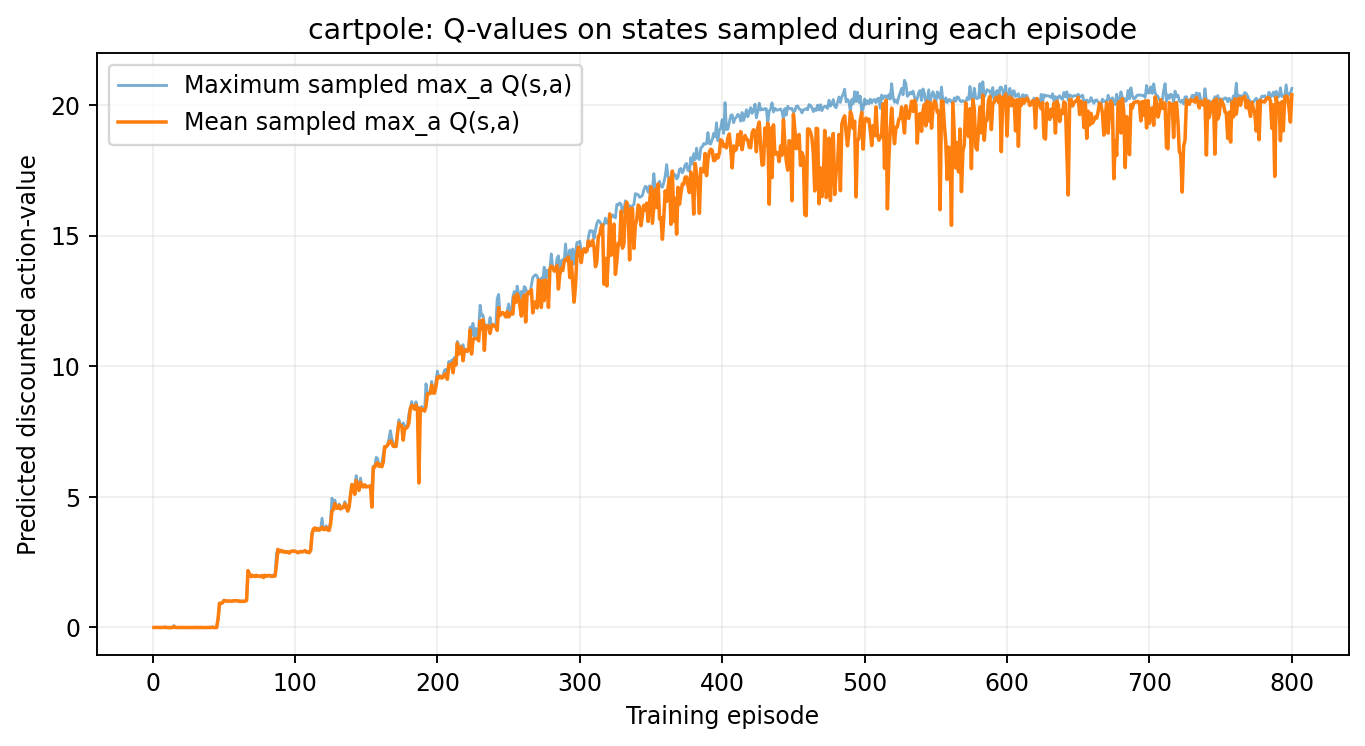 cartpole: Q-values on states sampled during each episode
Maximum sampled max_a Q(s,a)
Mean sampled max_a Q(s,a)
Predicted discounted action-value
20
15
10
5
0
0 100 200 300 400 500 600 700 800
Training episode